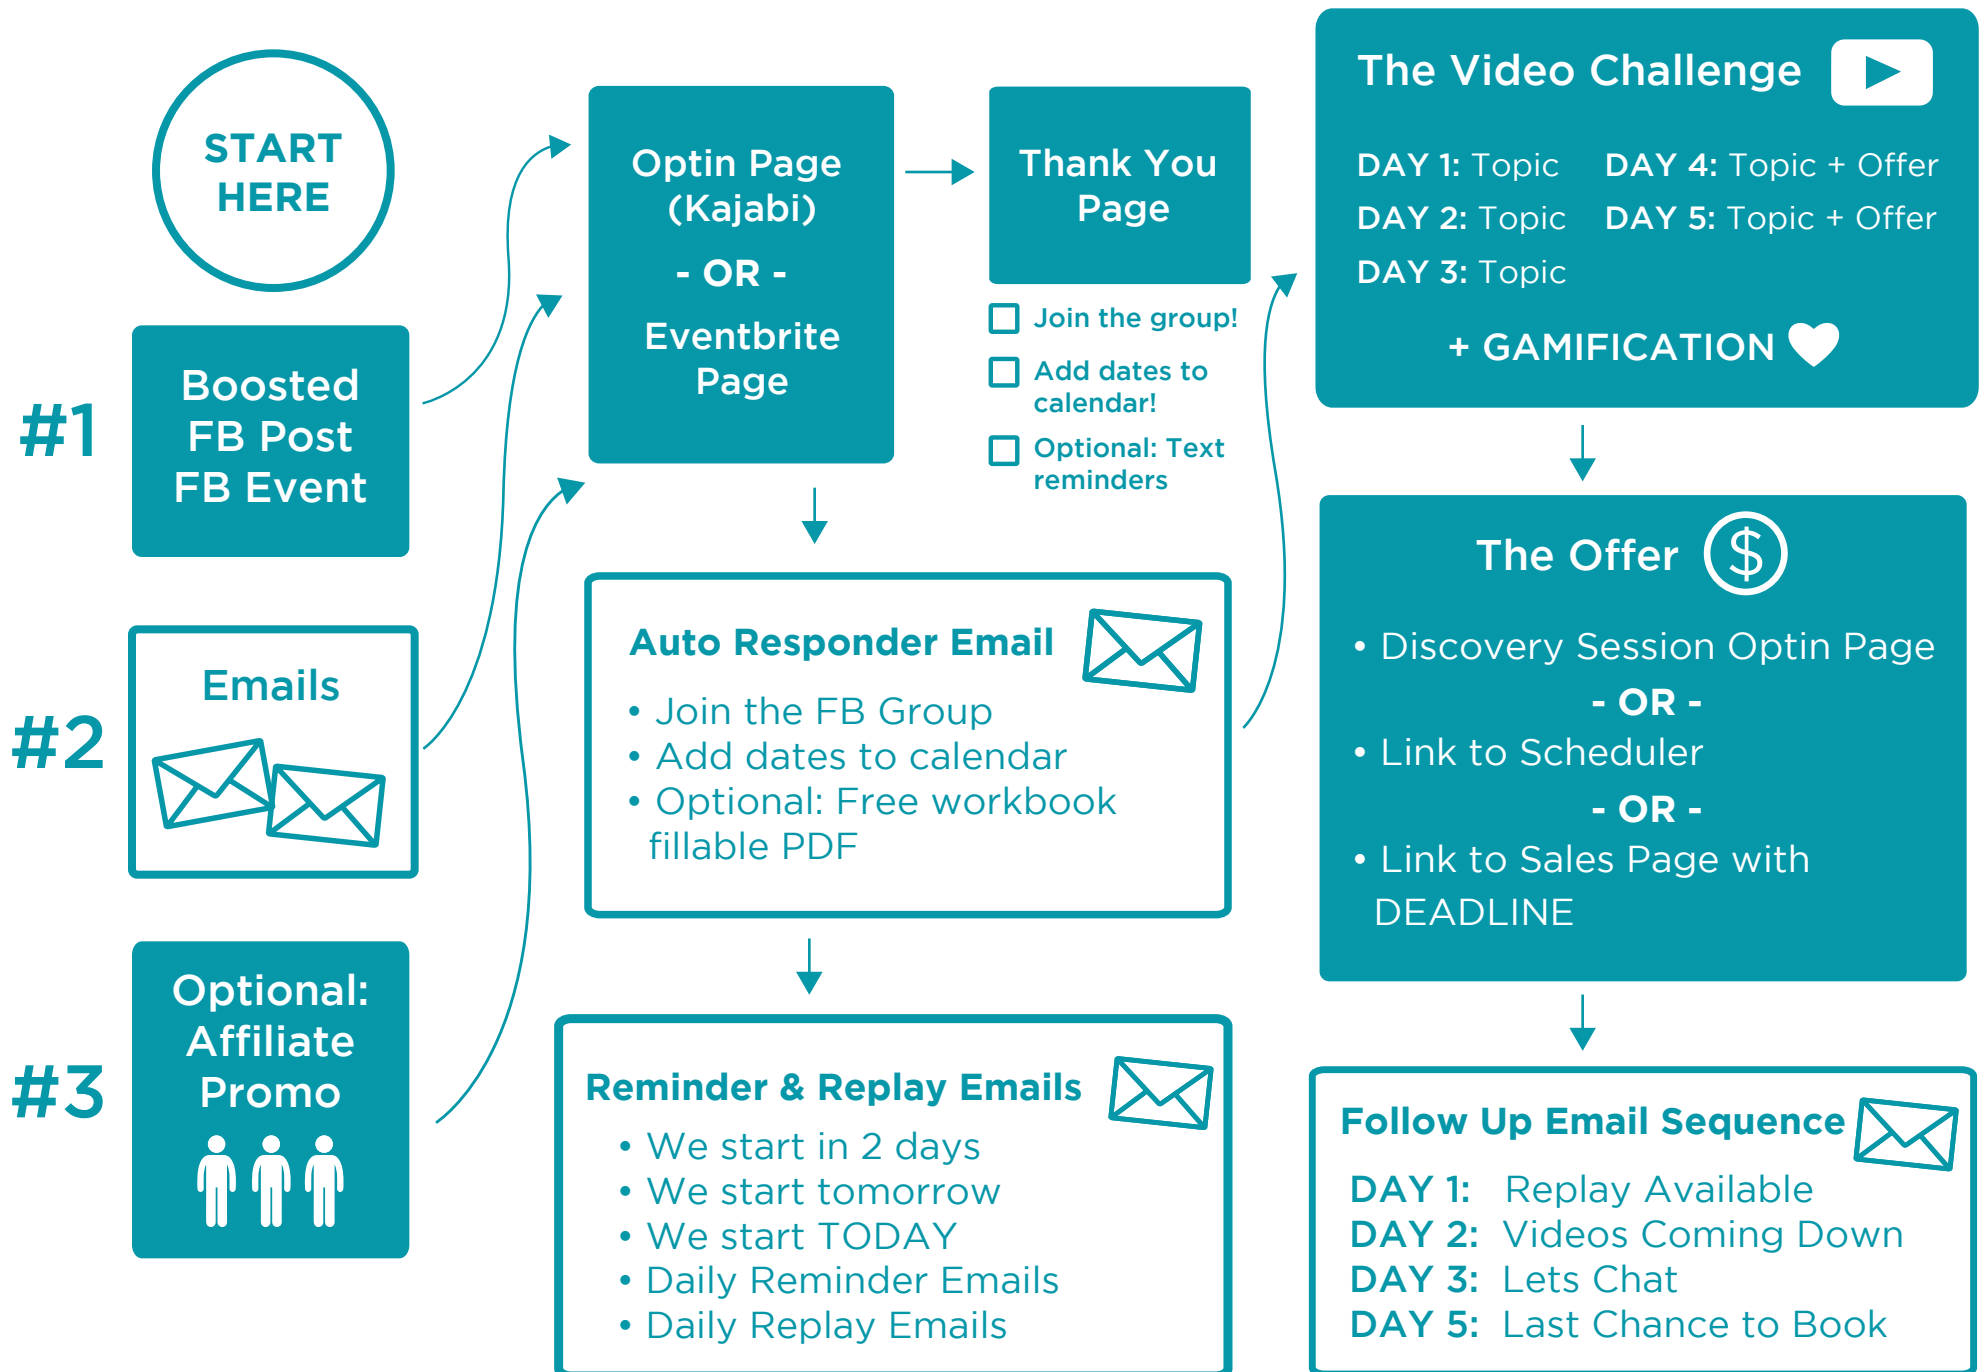 START
HERE
#1
Boosted
FB Post
FB Event
#2
Emails
#3
Optional:
Affiliate
Promo
Optin Page
(Kajabi)
- OR -
Eventbrite
Page
Thank You
Page
Join the group!
Add dates to
calendar!
Optional: Text
reminders
Auto Responder Email
• Join the FB Group
• Add dates to calendar
• Optional: Free workbook
fillable PDF
Reminder & Replay Emails
• We start in 2 days
• We start tomorrow
• We start TODAY
• Daily Reminder Emails
• Daily Replay Emails
The Video Challenge
DAY 1: Topic
DAY 2: Topic
DAY 3: Topic
DAY 4: Topic + Offer
DAY 5: Topic + Offer
+ GAMIFICATION
The Offer $
• Discovery Session Optin Page
- OR -
• Link to Scheduler
- OR -
• Link to Sales Page with
DEADLINE
Follow Up Email Sequence
DAY 1: Replay Available
DAY 2: Videos Coming Down
DAY 3: Lets Chat
DAY 5: Last Chance to Book